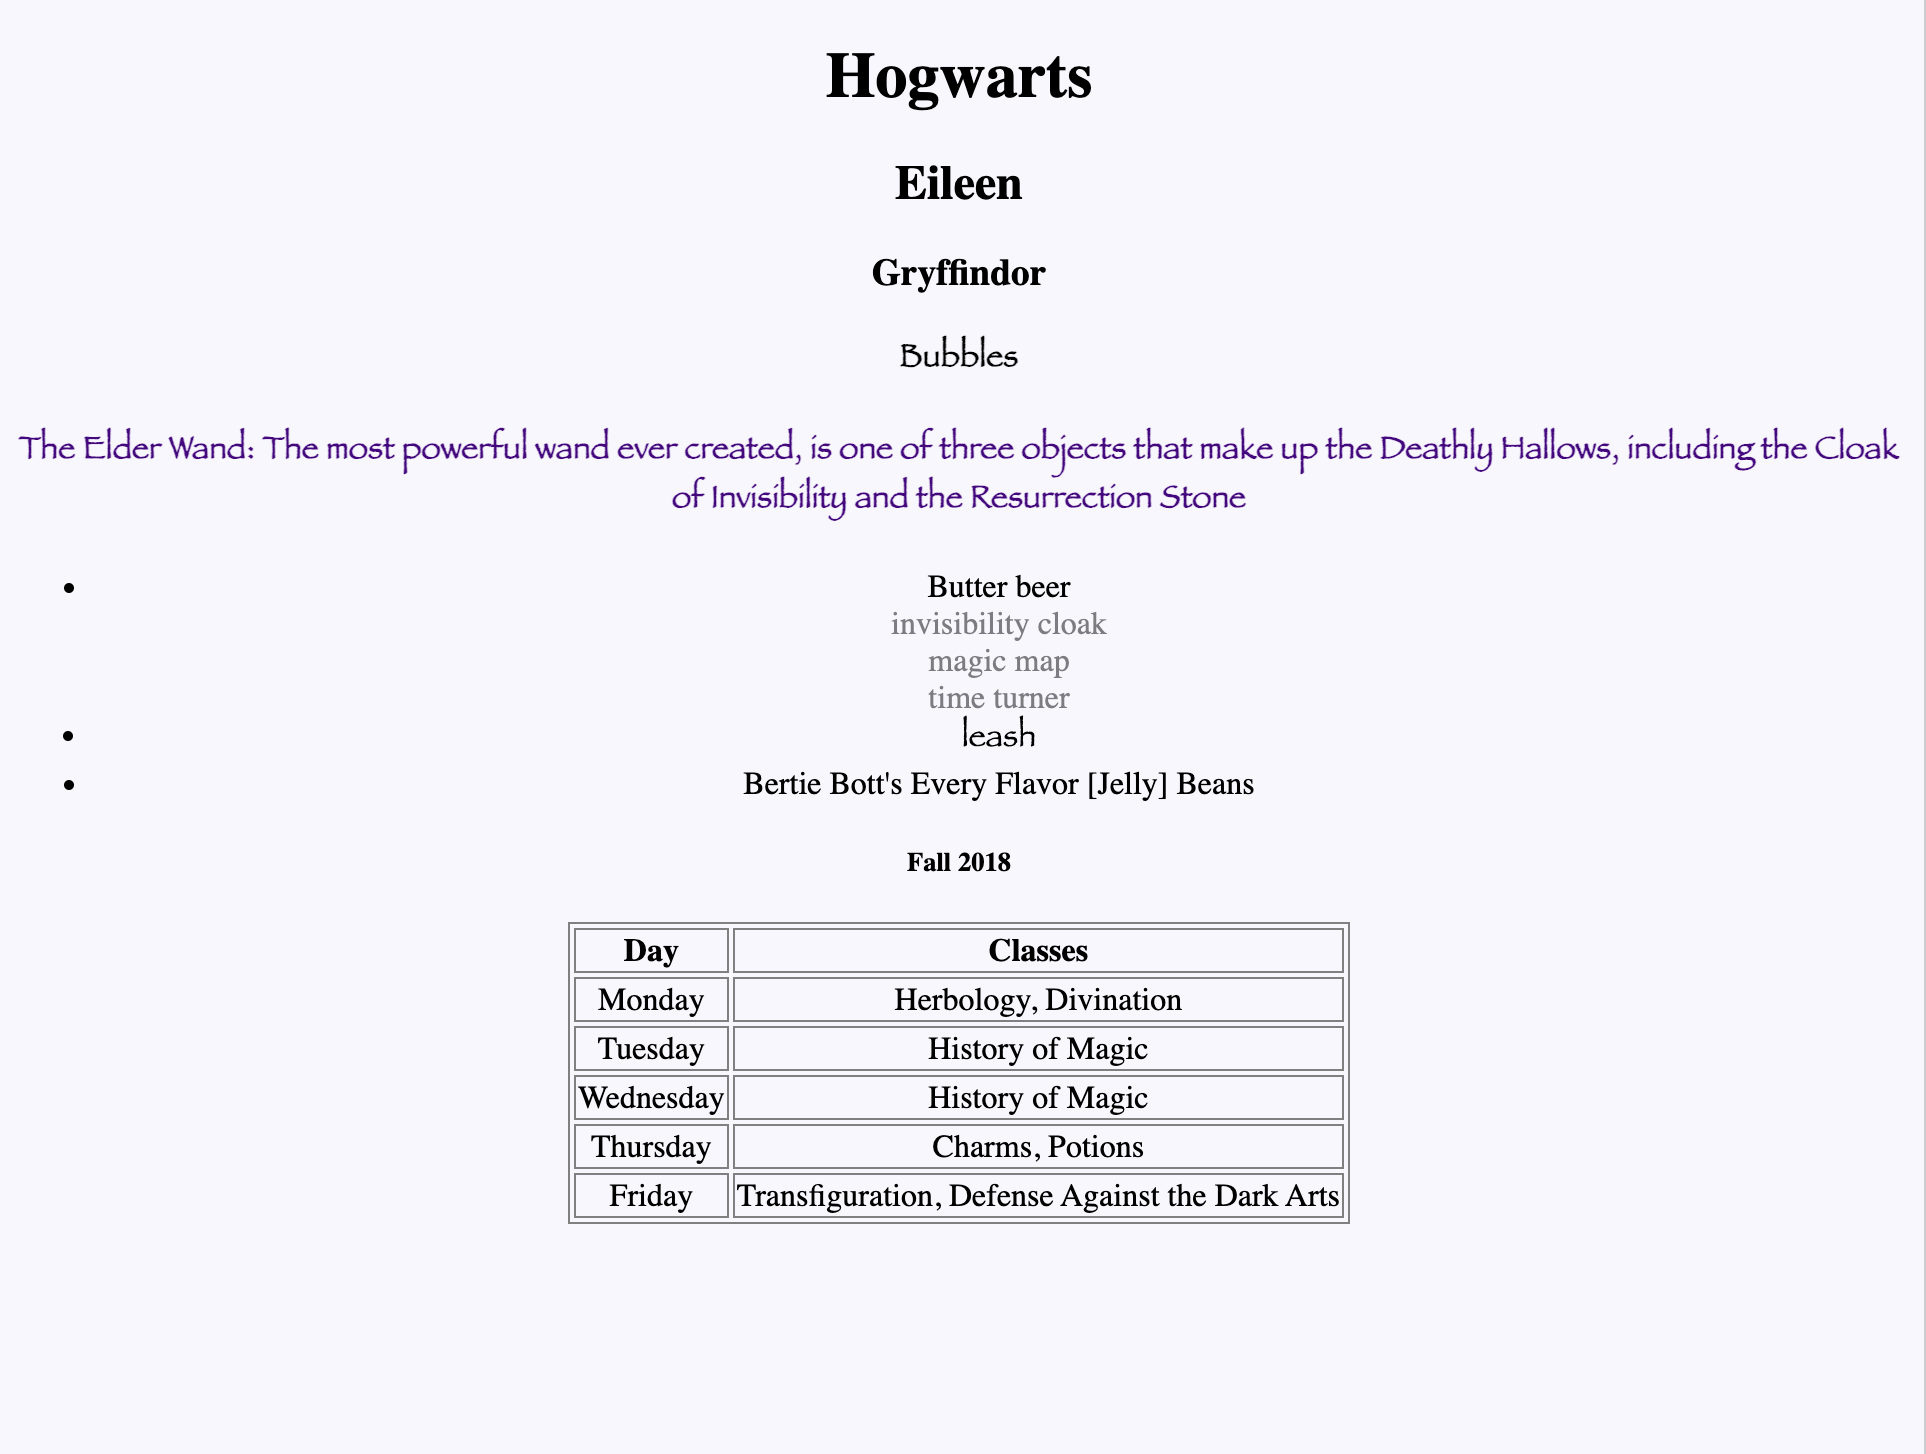 Hogwarts
Eileen
Gryffindor
Bubbles
The Elder Wand: The most powerful wand ever created, is one of three objects that make up the Deathly Hallows, including the Cloak
of Invisibility and the Resurrection Stone
• Butter beer
invisibility cloak
magic map
time turner
• leash
• Bertie Bott's Every Flavor [Jelly] Beans
Fall 2018
Day Classes
Monday Herbology, Divination
Tuesday History of Magic
Wednesday History of Magic
Thursday Charms, Potions
Friday Transfiguration, Defense Against the Dark Arts